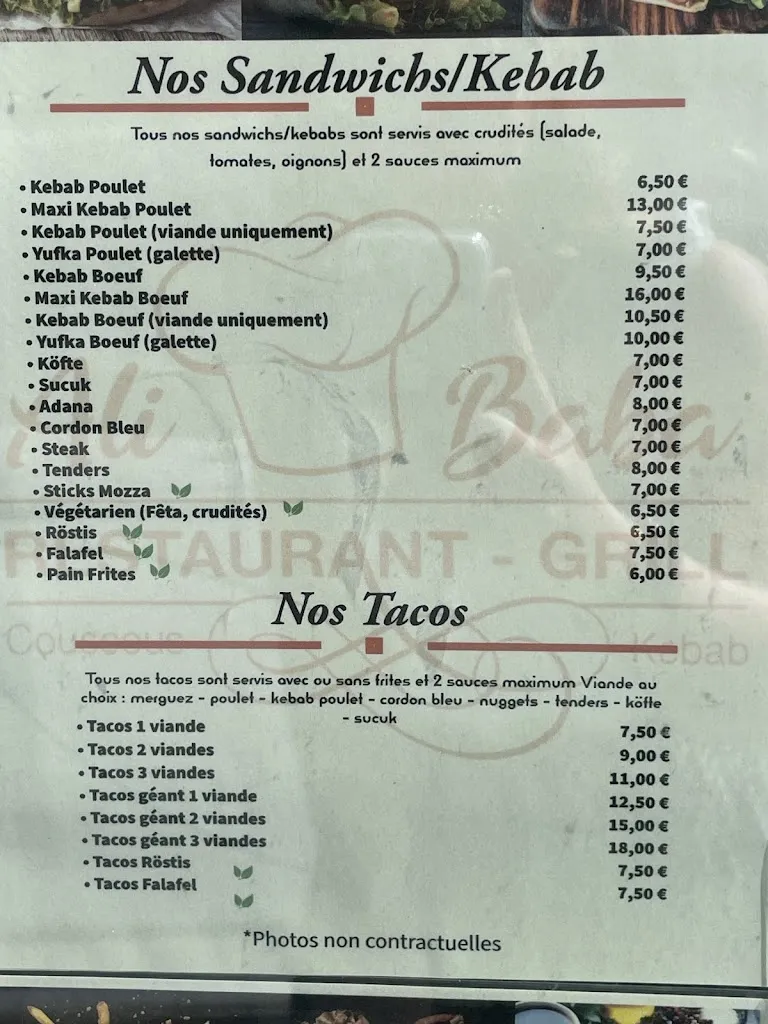 Nos Sandwichs/Kebab
Tous nos sandwichs/kebabs sont servis avec crudités (salade,
tomates, oignons) et 2 sauces maximum
• Kebab Poulet 6,50 €
• Maxi Kebab Poulet 13,00 €
• Kebab Poulet (viande uniquement) 7,50 €
• Yufka Poulet (galette) 7,00 €
• Kebab Boeuf 9,50 €
• Maxi Kebab Boeuf 16,00 €
• Kebab Boeuf (viande uniquement) 10,50 €
• Yufka Boeuf (galette) 10,00 €
• Köfte 7,00 €
• Sucuk 7,00 €
• Adana 8,00 €
• Cordon Bleu 7,00 €
• Steak 7,00 €
• Tenders 8,00 €
• Sticks Mozza 7,00 €
• Végétarien (Fêta, crudités) 6,50 €
• Röstis 6,50 €
• Falafel 7,50 €
• Pain Frites 6,00 €
Ali Baba
RESTAURANT - GRILL
Couscous Kebab
Nos Tacos
Tous nos tacos sont servis avec ou sans frites et 2 sauces maximum Viande au
choix : merguez - poulet - kebab poulet - cordon bleu - nuggets - tenders - köfte
- sucuk
• Tacos 1 viande 7,50 €
• Tacos 2 viandes 9,00 €
• Tacos 3 viandes 11,00 €
• Tacos géant 1 viande 12,50 €
• Tacos géant 2 viandes 15,00 €
• Tacos géant 3 viandes 18,00 €
• Tacos Röstis 7,50 €
• Tacos Falafel 7,50 €
*Photos non contractuelles